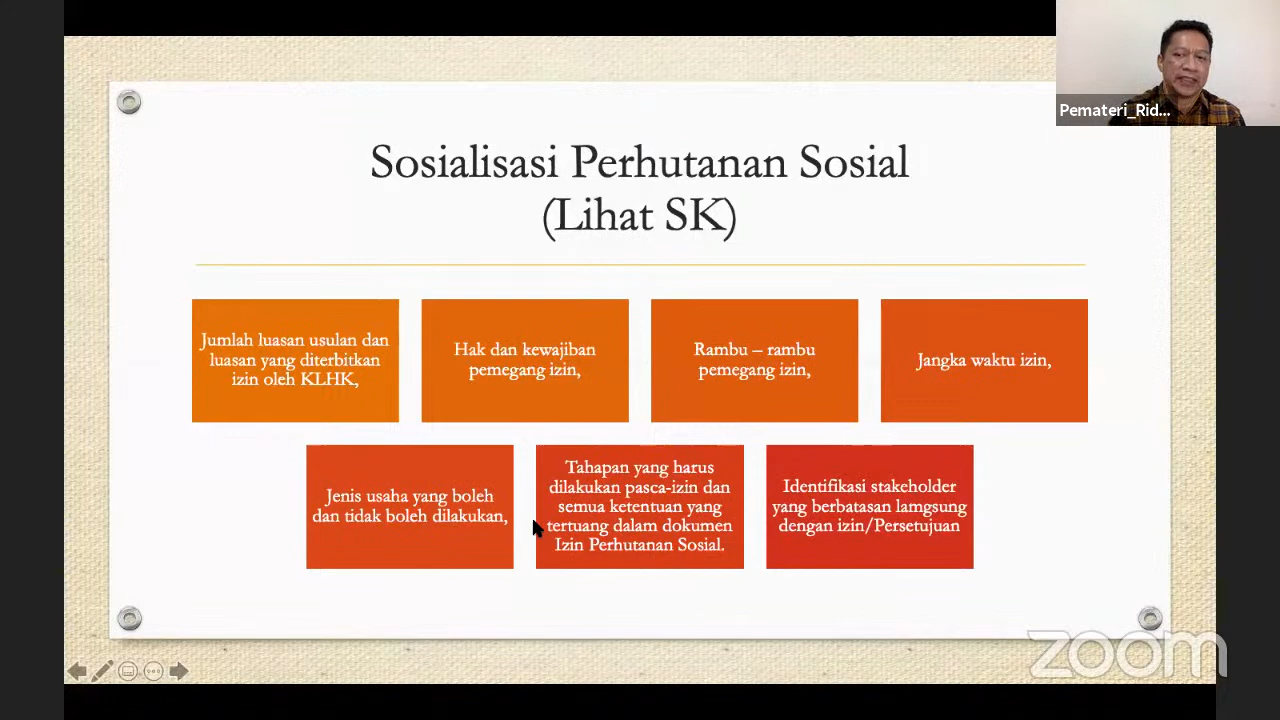 Pemateri_Rid...
Sosialisasi Perhutanan Sosial
(Lihat SK)
Jumlah luasan usulan dan
luasan yang diterbitkan
izin oleh KLHK,
Hak dan kewajiban
pemegang izin,
Rambu – rambu
pemegang izin,
Jangka waktu izin,
Jenis usaha yang boleh
dan tidak boleh dilakukan,
Tahapan yang harus
dilakukan pasca-izin dan
semua ketentuan yang
tertuang dalam dokumen
Izin Perhutanan Sosial.
Identifikasi stakeholder
yang berbatasan lamgsung
dengan izin/Persetujuan
zoom